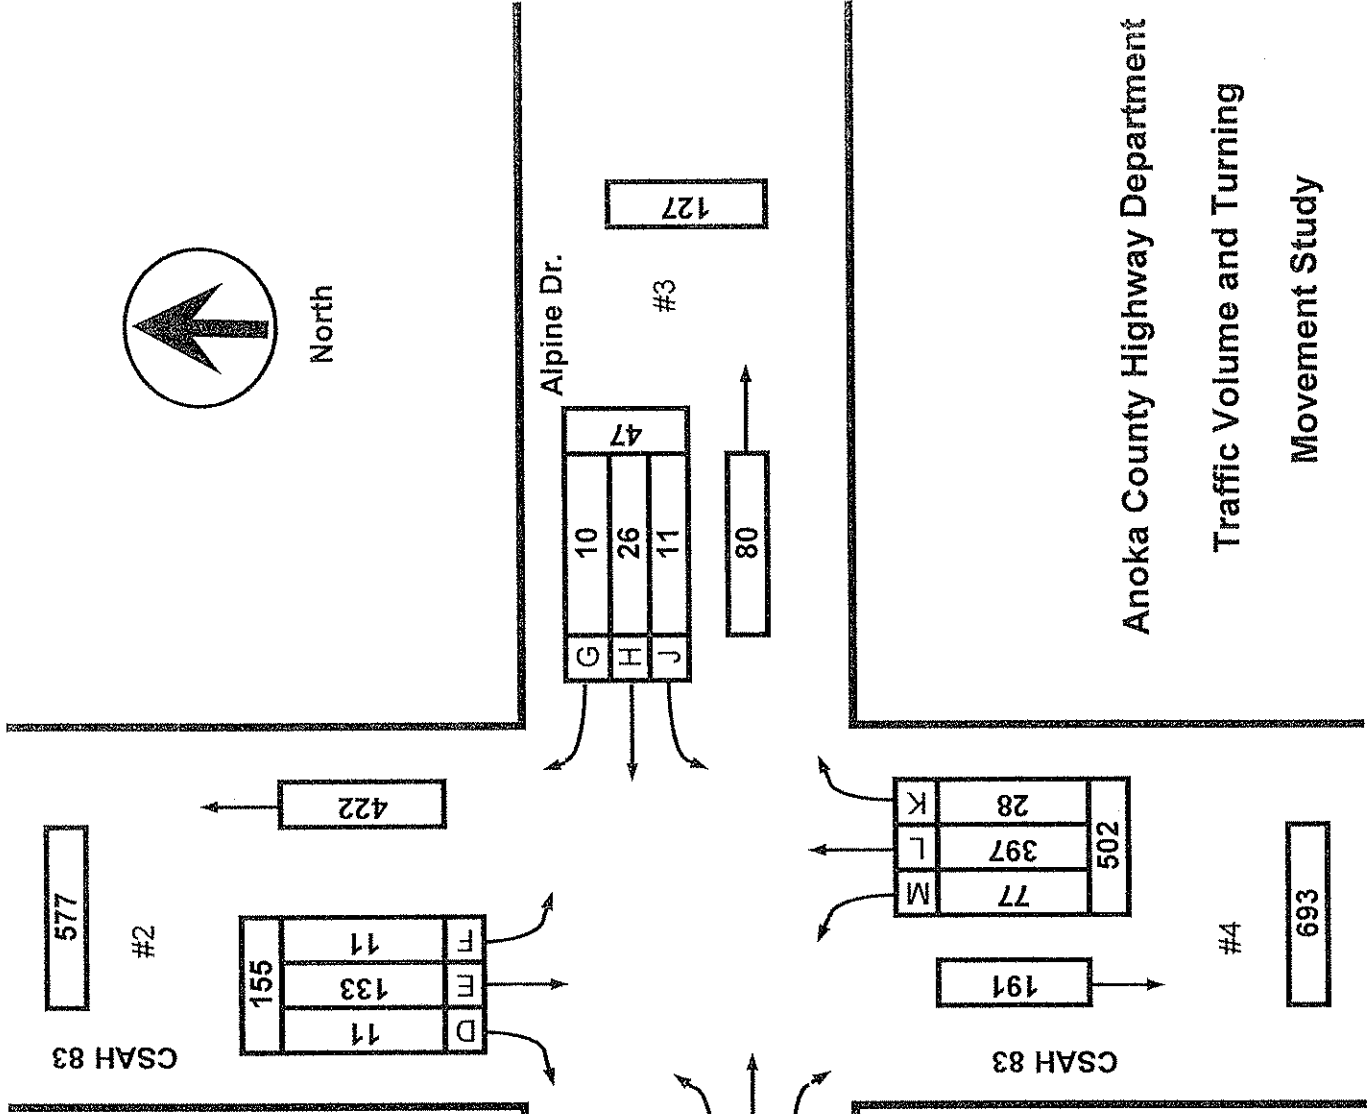 North
CSAH 83
577
#2
155
11
133
11
D
E
F
422
Alpine Dr.
#3
127
G
10
H
26
J
11
47
80
M
L
K
77
397
28
502
191
#4
693
CSAH 83
Anoka County Highway Department
Traffic Volume and Turning
Movement Study